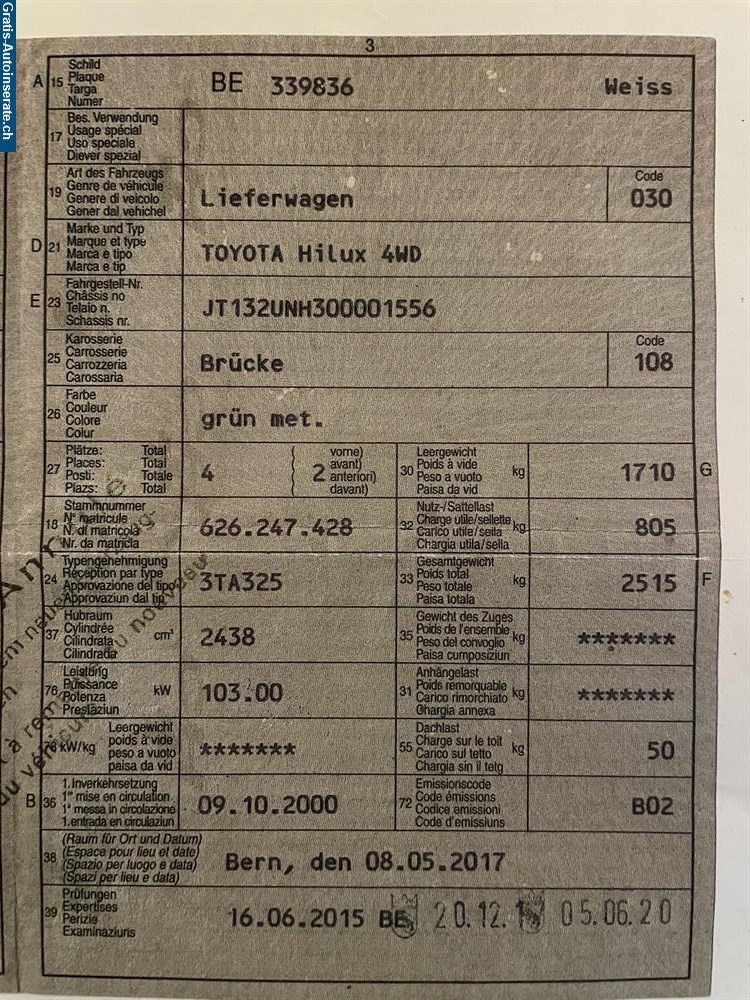 Gratis-Autoinserate.ch
3
A 15 Schild
Plaque
Targa
Numer
BE 339836 Weiss
17 Bes. Verwendung
Usage spécial
Uso speciale
Diever spezial
19 Art des Fahrzeugs
Genre de véhicule
Genere di veicolo
Gener dal vehichel
Lieferwagen
Code
030
D 21 Marke und Typ
Marque et type
Marca e tipo
Marca e tip
TOYOTA Hilux 4WD
E 23 Fahrgestell-Nr.
Châssis no
Telaio n.
Schassis nr.
JT132UNH300001556
25 Karosserie
Carrosserie
Carrozzeria
Carossaria
Brücke
Code
108
26 Farbe
Couleur
Colore
Colur
grün met.
27 Plätze: Total
Places: Total
Posti: Totale
Plazs: Total
4
2
vorne)
avant)
anteriori)
davant)
30 Leergewicht
Poids à vide
Peso a vuoto
Paisa da vid
kg
1710 G
18 Stammnummer
N° matricule
N. di matricola
Nr. da matricla
626.247.428
32 Nutz-/Sattellast
Charge utile/sellette
Carico utile/sella
Chargia utila/sella
kg
805
24 Typengenehmigung
Réception par type
Approvazione del tipo
Approvaziun dal tip
3TA325
33 Gesamtgewicht
Poids total
Peso totale
Paisa totala
kg
2515 F
37 Hubraum
Cylindrée
Cilindrata
Cilindrada
cm³
2438
35 Gewicht des Zuges
Poids de l'ensemble
Peso del convoglio
Paisa cumposiziun
kg
*******
76 Leistung
Puissance
Potenza
Prestaziun
kW
103.00
31 Anhängelast
Poids remorquable
Carico rimorchiato
Chargia annexa
kg
*******
78 kW/kg
Leergewicht
poids à vide
peso a vuoto
paisa da vid
*******
55 Dachlast
Charge sur le toit
Carico sul tetto
Chargia sin il tetg
kg
50
B 36 1. Inverkehrsetzung
1re mise en circulation
1a messa in circolazione
1. entrada en circulaziun
09.10.2000
72 Emissionscode
Code émissions
Codice emissioni
Code d'emissiuns
B02
38 (Raum für Ort und Datum)
(Espace pour lieu et date)
(Spazio per luogo e data)
(Spazi per lieu e data)
Bern, den 08.05.2017
39 Prüfungen
Expertises
Perizie
Examinaziuns
16.06.2015 BE 20.12.1 05.06.20